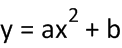 y = ax² + b